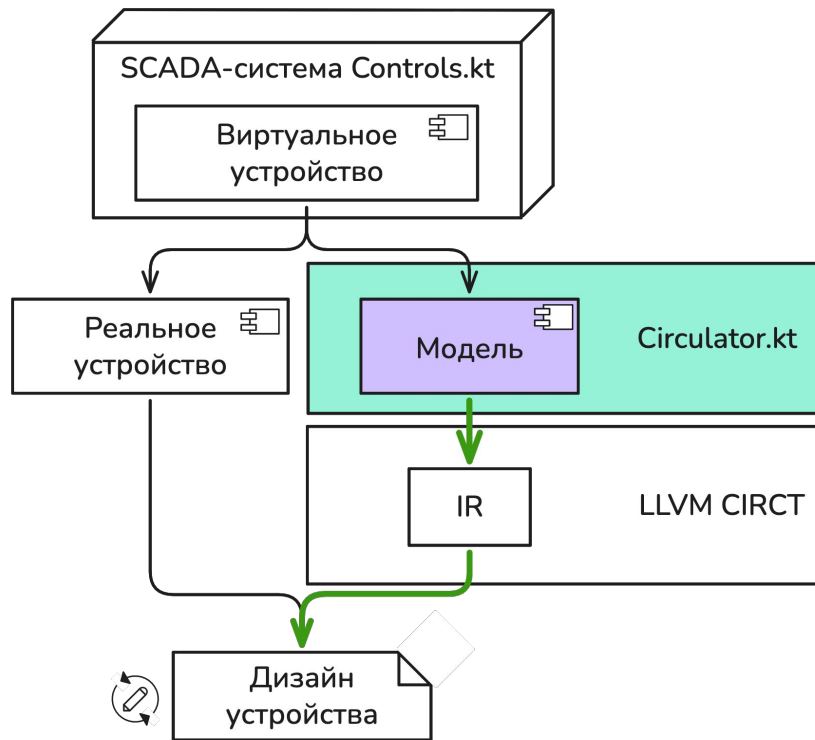 SCADA-система Controls.kt
Виртуальное
устройство
Реальное
устройство
Модель
Circulator.kt
IR
LLVM CIRCT
Дизайн
устройства